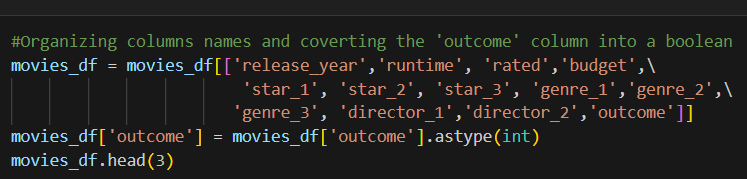 #Organizing columns names and coverting the 'outcome' column into a boolean
movies_df = movies_df[['release_year','runtime', 'rated','budget',\
'star_1', 'star_2', 'star_3', 'genre_1','genre_2',\
'genre_3', 'director_1','director_2','outcome']]
movies_df['outcome'] = movies_df['outcome'].astype(int)
movies_df.head(3)